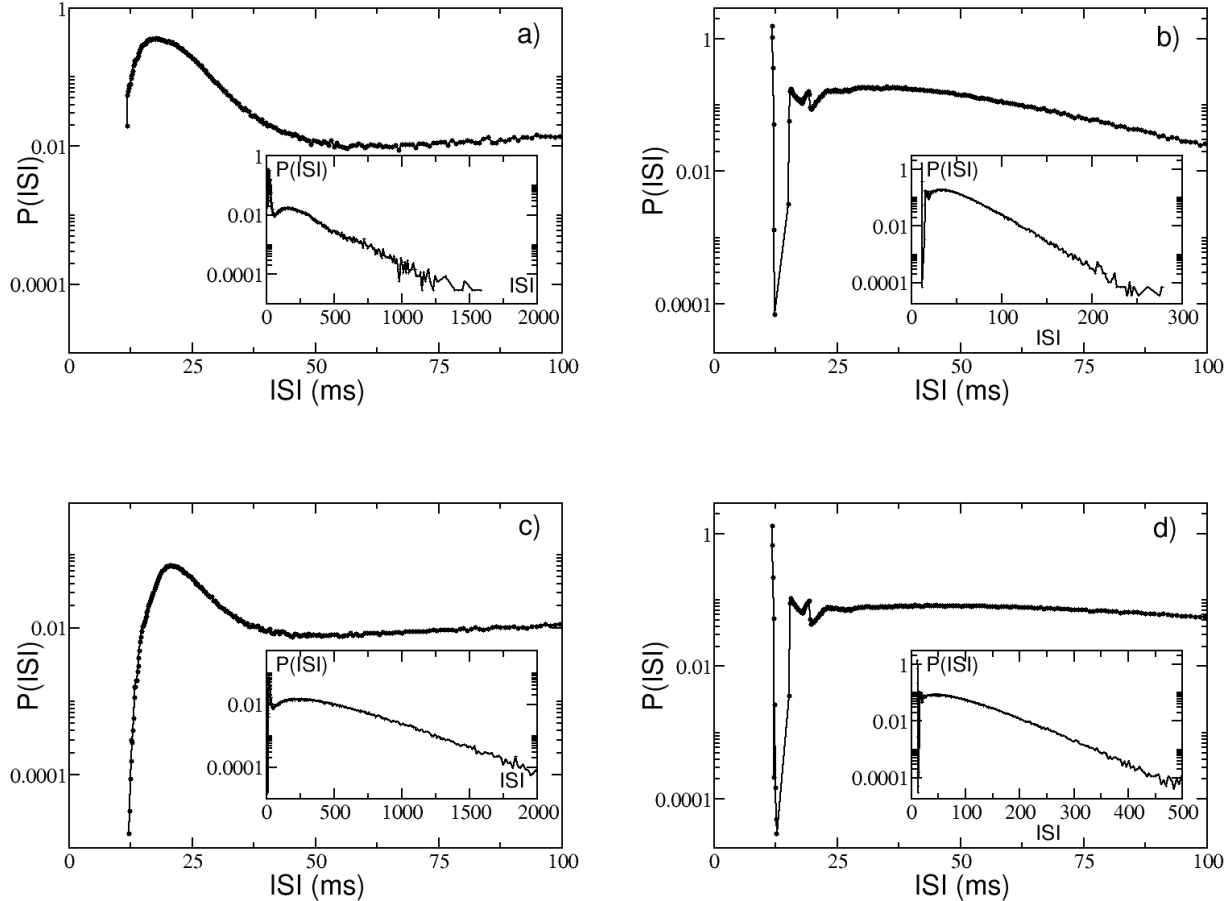 1
a)
0.01
P(ISI)
0.0001
0 25 50 75 100
ISI (ms)
1
P(ISI)
0.01
0.0001
ISI
0 500 1000 1500 2000
1
b)
0.01
P(ISI)
0.0001
0 25 50 75 100
ISI (ms)
1
P(ISI)
0.01
0.0001
0 100 200 300
ISI
c)
0.01
P(ISI)
0.0001
0 25 50 75 100
ISI (ms)
P(ISI)
0.01
0.0001
ISI
0 500 1000 1500 2000
1
d)
0.01
P(ISI)
0.0001
0 25 50 75 100
ISI (ms)
1
P(ISI)
0.01
0.0001
0 100 200 300 400 500
ISI